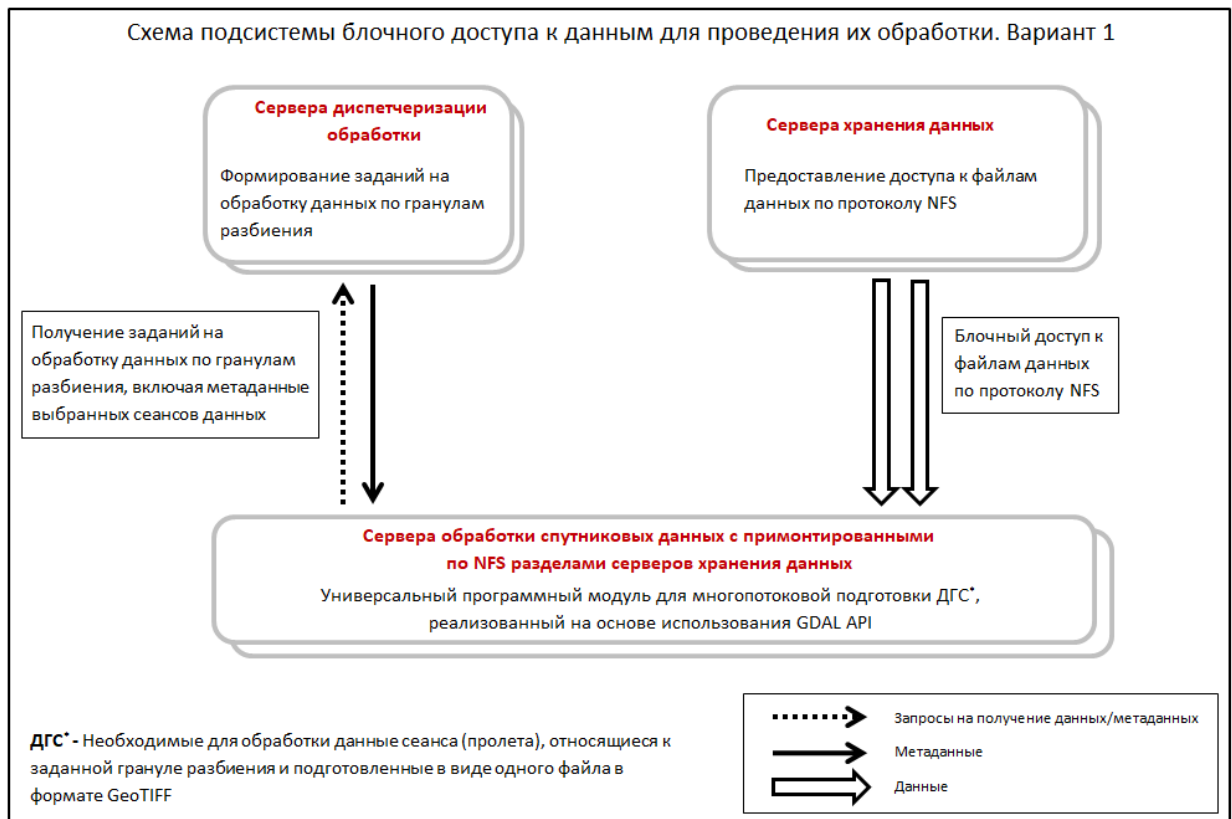 Схема подсистемы блочного доступа к данным для проведения их обработки. Вариант 1
Сервера диспетчеризации
обработки
Формирование заданий на
обработку данных по гранулам
разбиения
Сервера хранения данных
Предоставление доступа к файлам
данных по протоколу NFS
Получение заданий на
обработку данных по гранулам
разбиения, включая метаданные
выбранных сеансов данных
Блочный доступ к
файлам данных
по протоколу NFS
Сервера обработки спутниковых данных с примонтированными
по NFS разделами серверов хранения данных
Универсальный программный модуль для многопотоковой подготовки ДГС*,
реализованный на основе использования GDAL API
ДГС* - Необходимые для обработки данные сеанса (пролета), относящиеся к
заданной грануле разбиения и подготовленные в виде одного файла в
формате GeoTIFF
Запросы на получение данных/метаданных
Метаданные
Данные